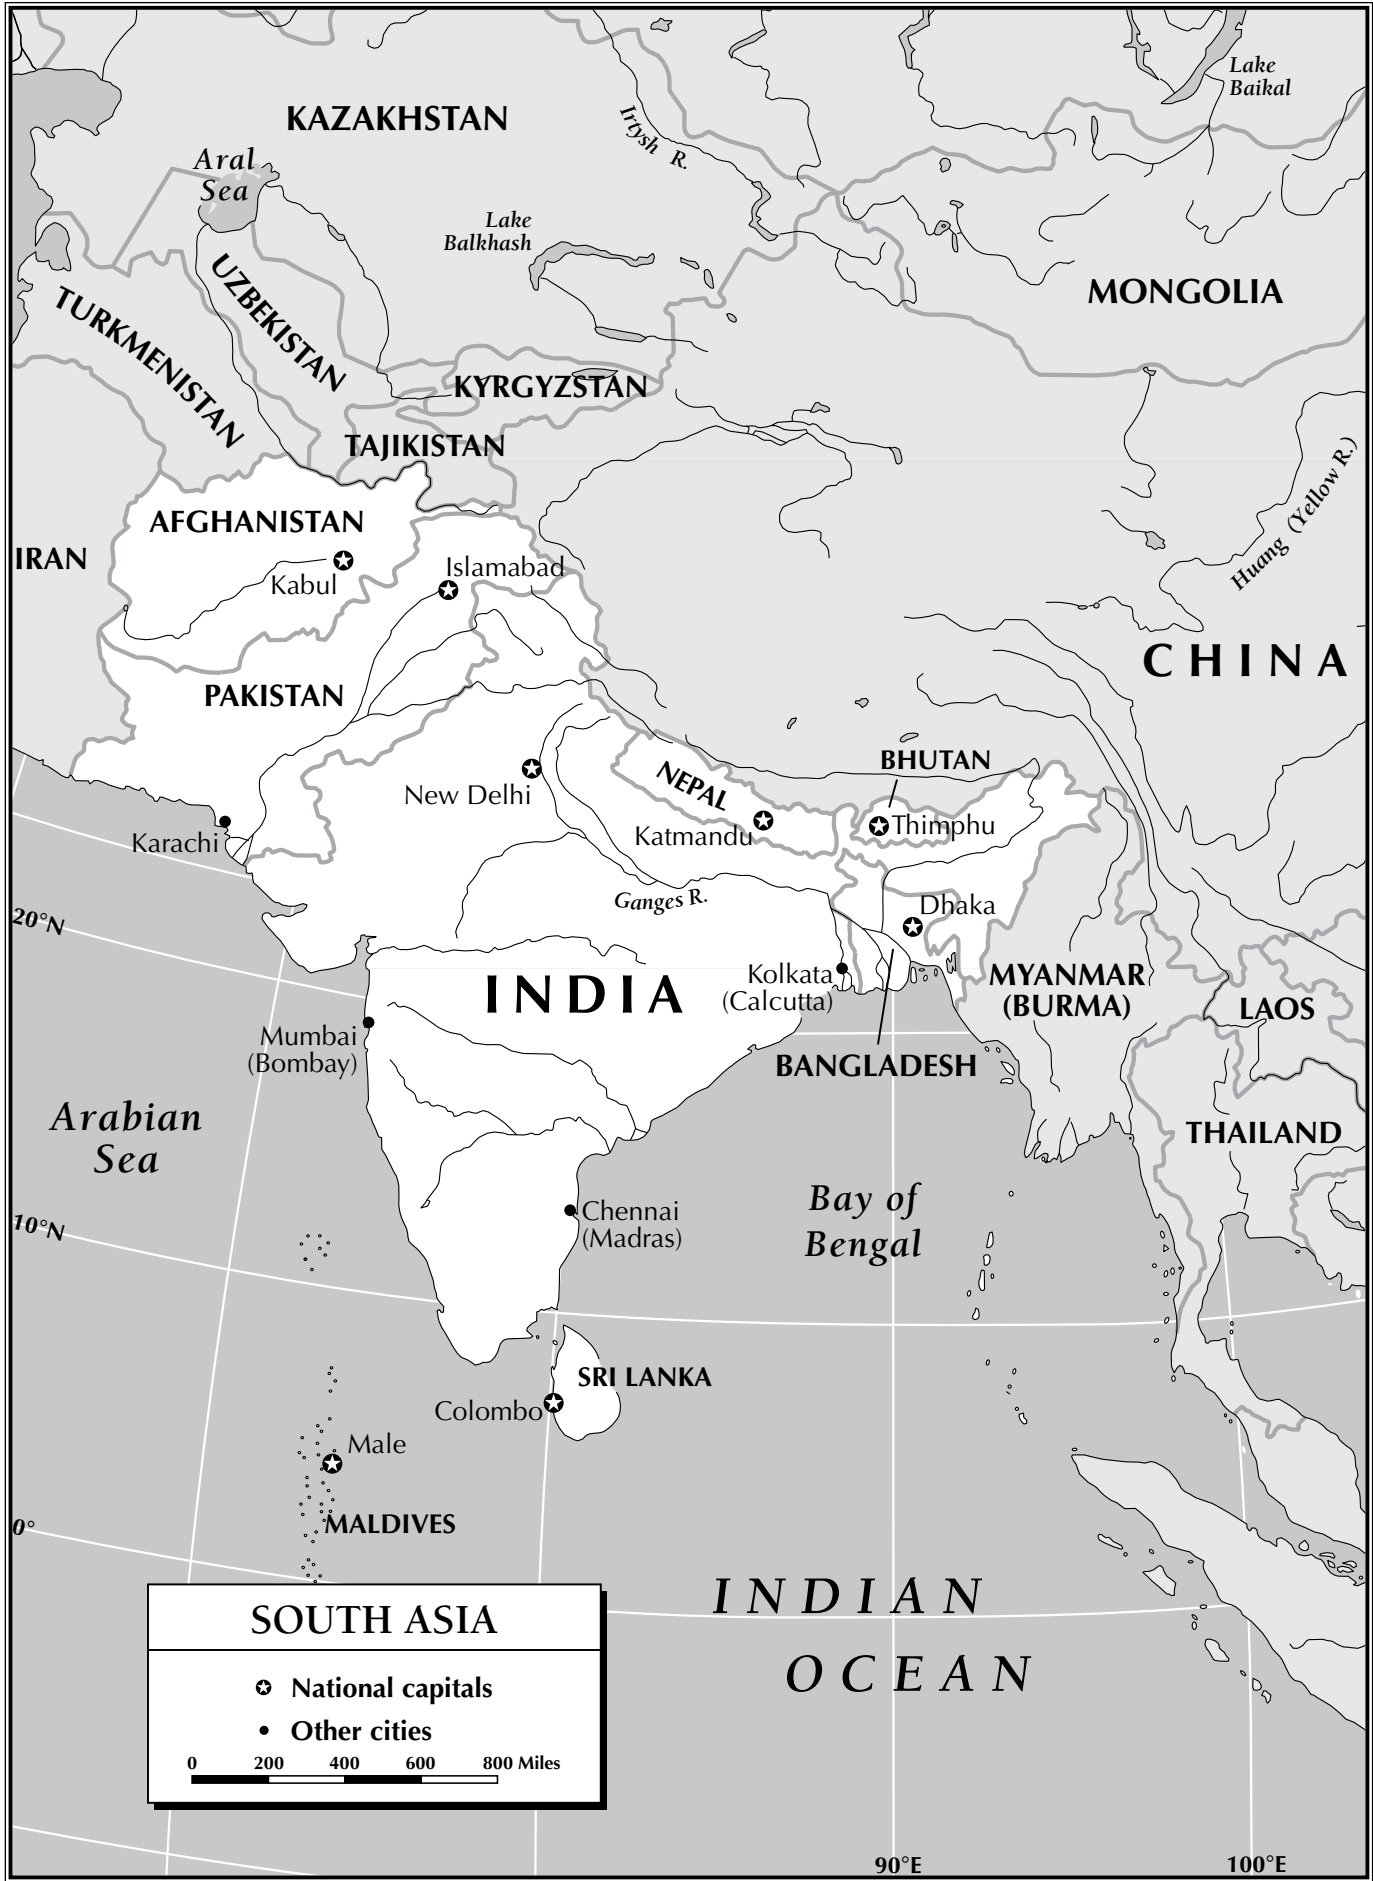 Lake
Baikal
KAZAKHSTAN
Irtysh R.
Aral
Sea
Lake
Balkhash
MONGOLIA
UZBEKISTAN
TURKMENISTAN
KYRGYZSTAN
TAJIKISTAN
Huang (Yellow R.)
AFGHANISTAN
IRAN
Kabul
Islamabad
CHINA
PAKISTAN
BHUTAN
NEPAL
New Delhi
Katmandu
Thimphu
Karachi
Ganges R.
Dhaka
20°N
INDIA
Kolkata
(Calcutta)
MYANMAR
(BURMA)
LAOS
Mumbai
(Bombay)
BANGLADESH
Arabian
Sea
THAILAND
Bay of
Bengal
Chennai
(Madras)
10°N
SRI LANKA
Colombo
Male
MALDIVES
0°
INDIAN
OCEAN
SOUTH ASIA
National capitals
Other cities
0 200 400 600 800 Miles
90°E
100°E